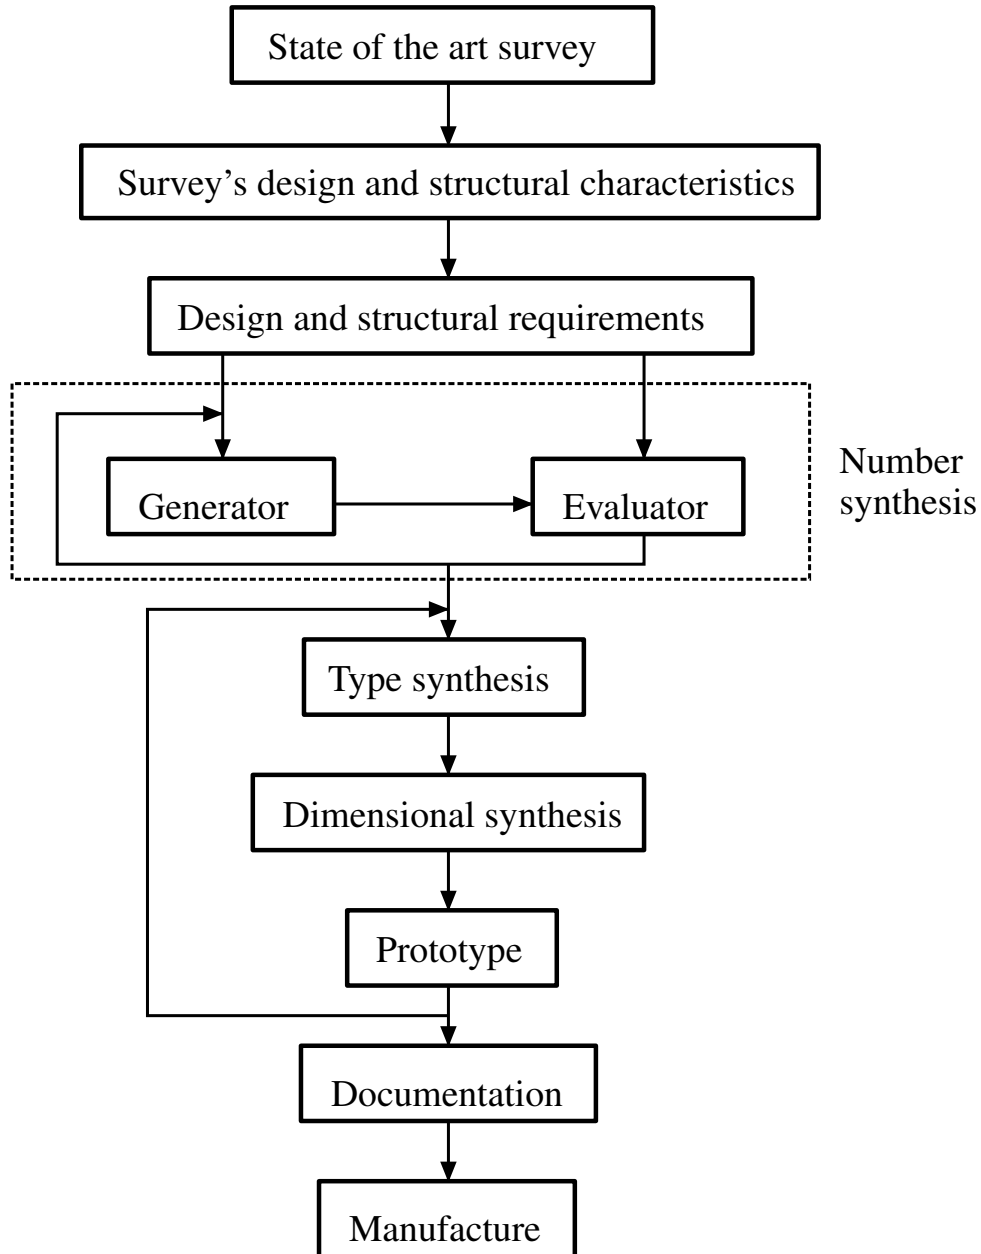 State of the art survey
Survey’s design and structural characteristics
Design and structural requirements
Number
synthesis
Generator
Evaluator
Type synthesis
Dimensional synthesis
Prototype
Documentation
Manufacture